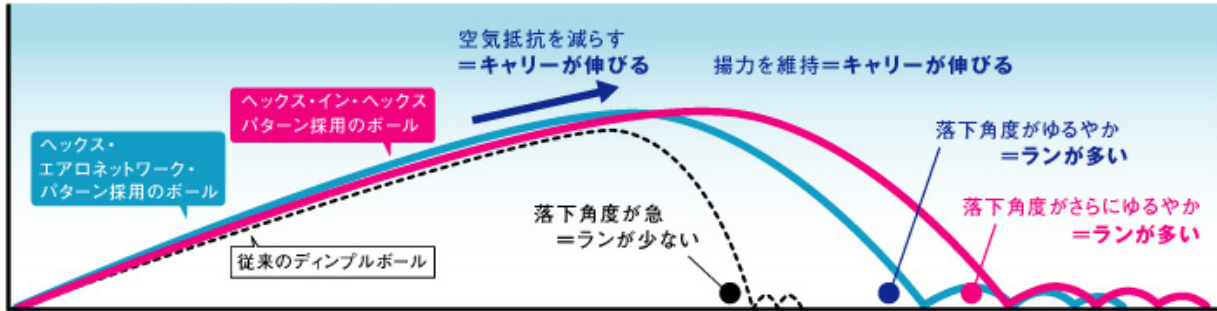 空気抵抗を減らす
＝キャリーが伸びる
揚力を維持＝キャリーが伸びる
ヘックス・イン・ヘックス
パターン採用のボール
ヘックス・
エアロネットワーク・
パターン採用のボール
落下角度がゆるやか
＝ランが多い
落下角度が急
＝ランが少ない
落下角度がさらにゆるやか
＝ランが多い
従来のディンプルボール